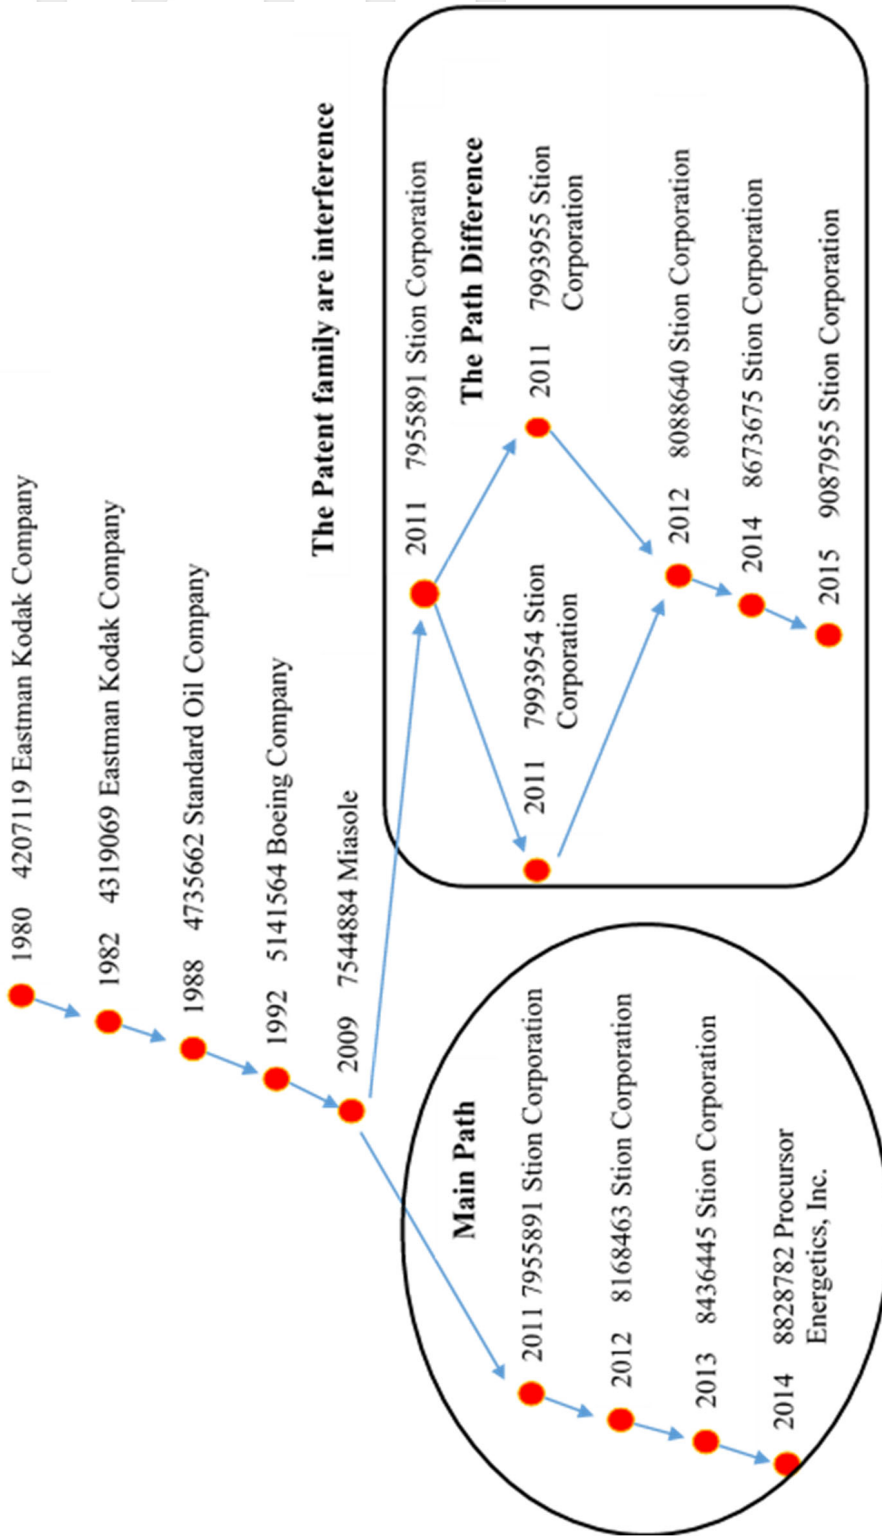 1980 4207119 Eastman Kodak Company
1982 4319069 Eastman Kodak Company
1988 4735662 Standard Oil Company
1992 5141564 Boeing Company
2009 7544884 Miasole
The Patent family are interference
Main Path
2011 7955891 Stion Corporation
2012 8168463 Stion Corporation
2013 8436445 Stion Corporation
2014 8828782 Procursor
Energetics, Inc.
2011 7955891 Stion Corporation
The Path Difference
2011 7993954 Stion
Corporation
2011 7993955 Stion
Corporation
2012 8088640 Stion Corporation
2014 8673675 Stion Corporation
2015 9087955 Stion Corporation